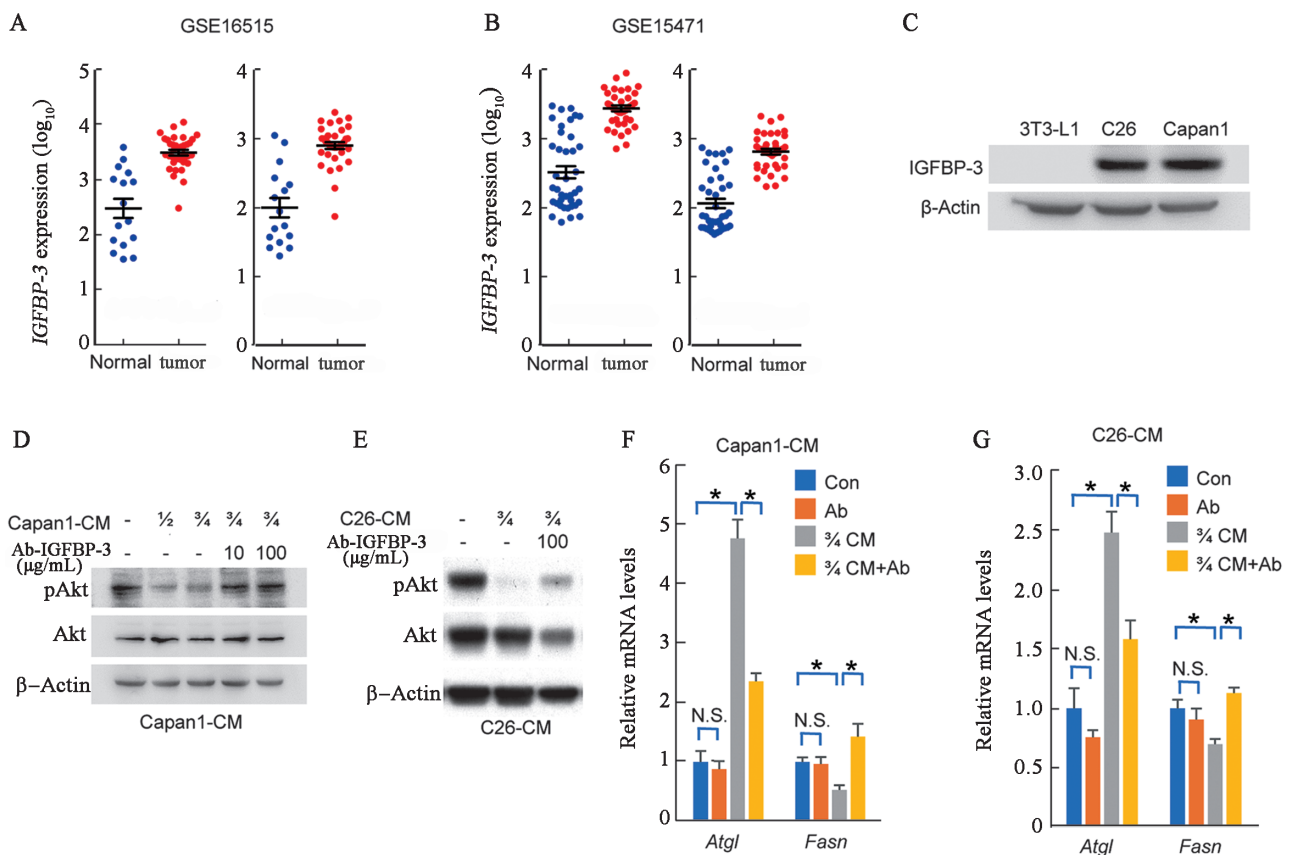 A
GSE16515
IGFBP-3 expression (log10)
5
4
3
2
1
0
Normal
tumor
4
3
2
1
0
Normal
tumor
B
GSE15471
IGFBP-3 expression (log10)
4
3
2
1
0
Normal
tumor
4
3
2
1
0
Normal
tumor
C
3T3-L1 C26 Capan1
IGFBP-3
β-Actin
D
Capan1-CM - ½ ¾ ¾ ¾
Ab-IGFBP-3 - - - 10 100
(μg/mL)
pAkt
Akt
β-Actin
Capan1-CM
E
C26-CM - ¾ ¾
Ab-IGFBP-3 - - 100
(μg/mL)
pAkt
Akt
β-Actin
C26-CM
F
Capan1-CM
Relative mRNA levels
6
5
4
3
2
1
0
Con
Ab
¾ CM
¾ CM+Ab
* *
N.S.
* *
N.S.
Atgl
Fasn
G
C26-CM
Relative mRNA levels
3.0
2.5
2.0
1.5
1.0
0.5
0
Con
Ab
¾ CM
¾ CM+Ab
* *
N.S.
* *
N.S.
Atgl
Fasn